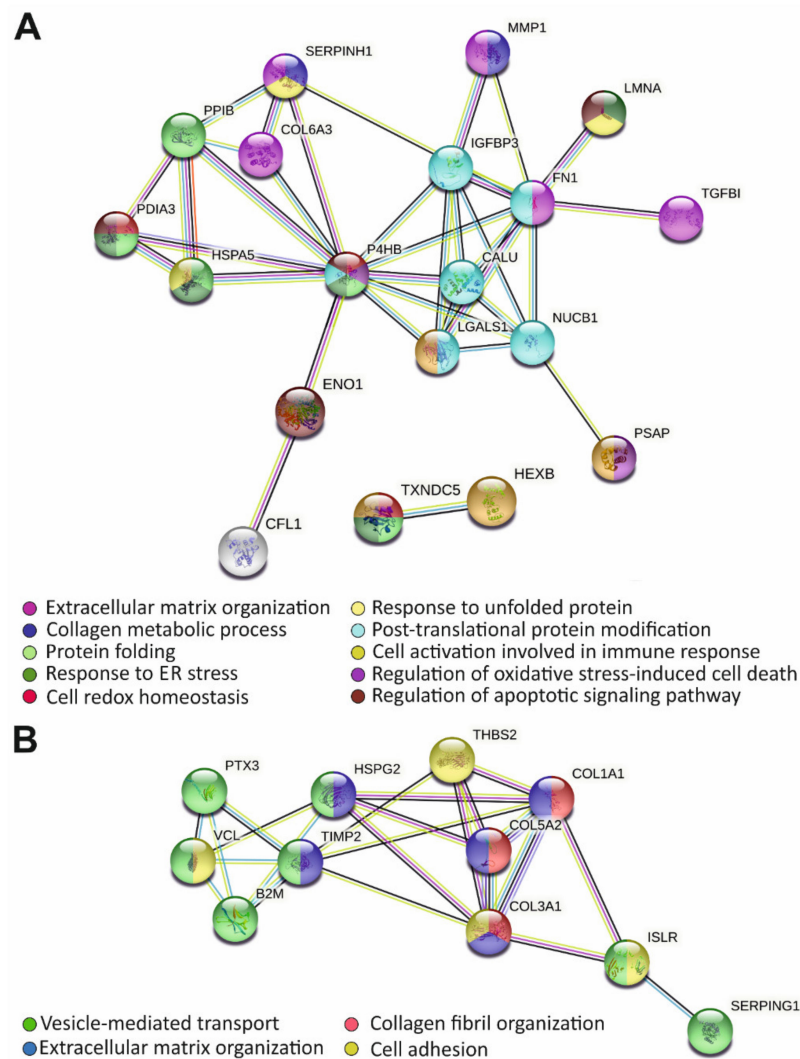 A
SERPINH1
MMP1
LMNA
PPIB
COL6A3
IGFBP3
FN1
TGFBI
PDIA3
HSPA5
P4HB
CALU
LGALS1
NUCB1
ENO1
PSAP
TXNDC5
HEXB
CFL1
Extracellular matrix organization
Collagen metabolic process
Protein folding
Response to ER stress
Cell redox homeostasis
Response to unfolded protein
Post-translational protein modification
Cell activation involved in immune response
Regulation of oxidative stress-induced cell death
Regulation of apoptotic signaling pathway
B
THBS2
PTX3
HSPG2
COL1A1
VCL
TIMP2
COL5A2
B2M
COL3A1
ISLR
SERPING1
Vesicle-mediated transport
Extracellular matrix organization
Collagen fibril organization
Cell adhesion